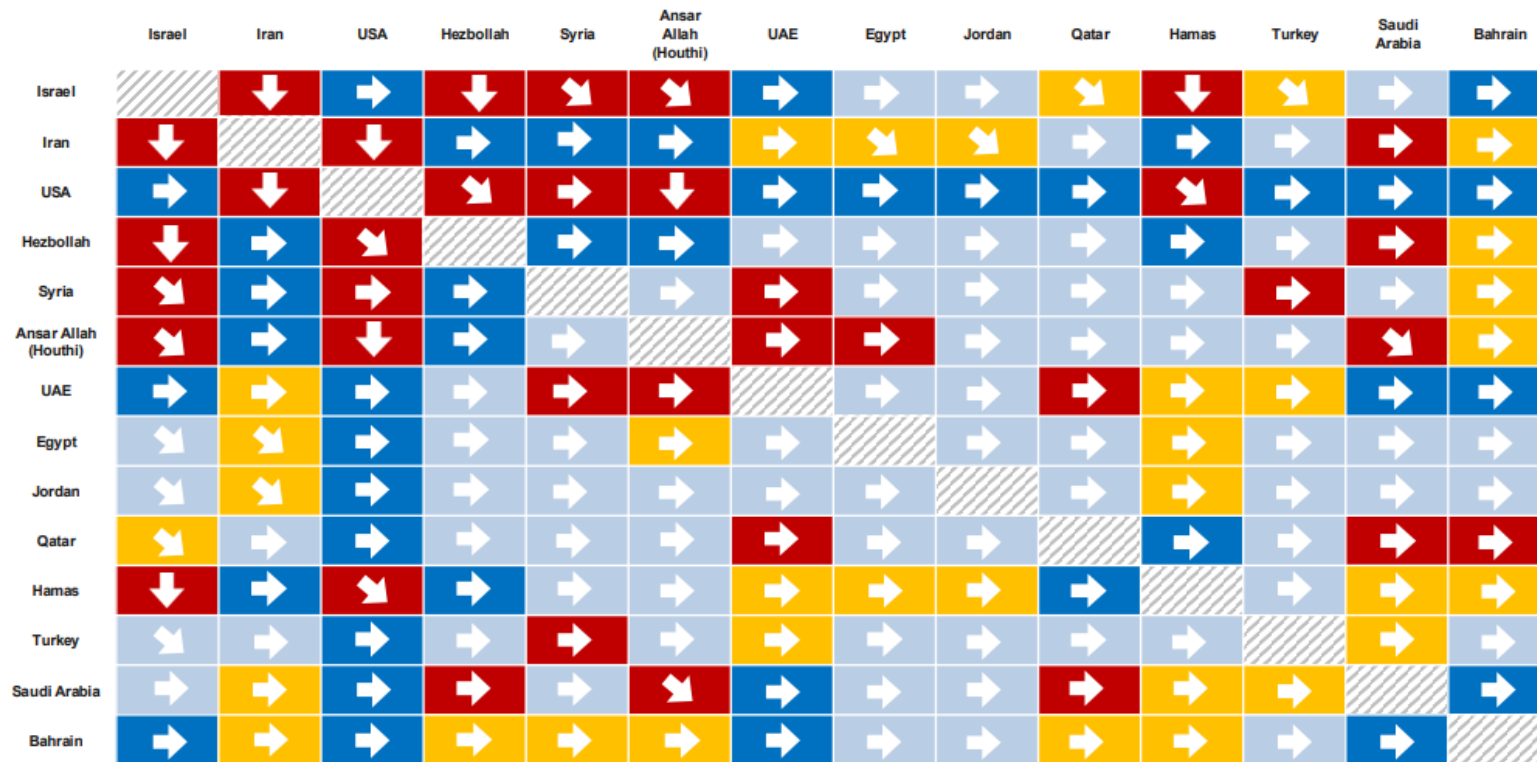 Israel
Iran
USA
Hezbollah
Syria
Ansar
Allah
(Houthi)
UAE
Egypt
Jordan
Qatar
Hamas
Turkey
Saudi
Arabia
Bahrain
Israel
Iran
USA
Hezbollah
Syria
Ansar Allah
(Houthi)
UAE
Egypt
Jordan
Qatar
Hamas
Turkey
Saudi Arabia
Bahrain